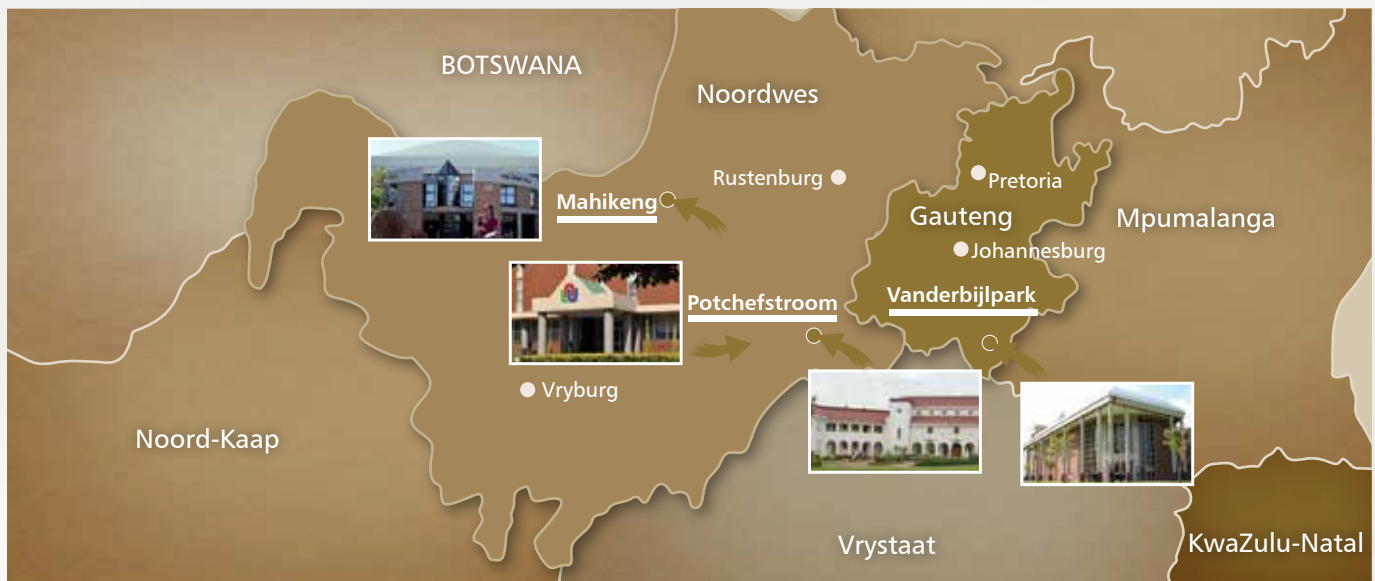 BOTSWANA
Noordwes
Rustenburg
Pretoria
Mahikeng
Gauteng
Mpumalanga
Johannesburg
Potchefstroom
Vanderbijlpark
Vryburg
Noord-Kaap
Vrystaat
KwaZulu-Natal